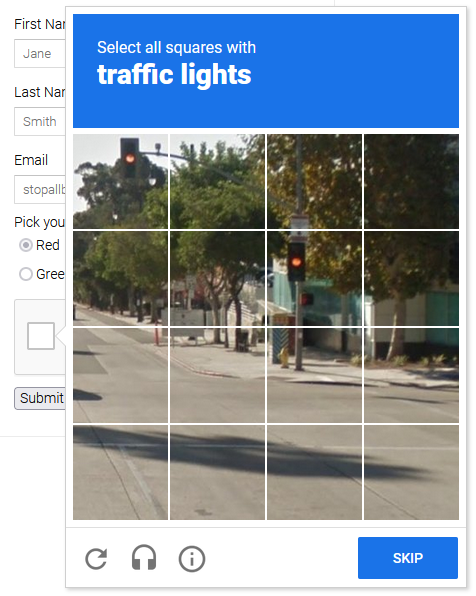 First Nam
Jane
Last Nar
Smith
Email
stopallb
Pick you
Red
Gree
Submit
Select all squares with
traffic lights
SKIP